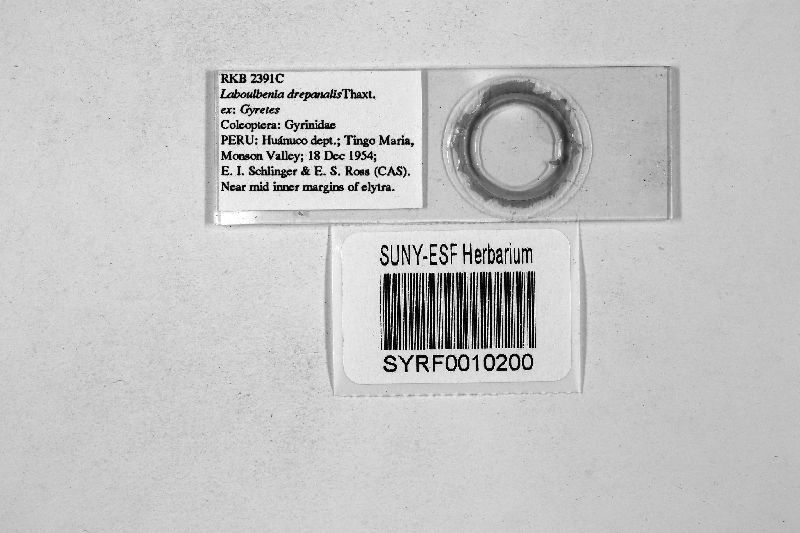 RKB 2391C
Laboulbenia drepanalis Thaxt.
ex: Gyretes
Coleoptera: Gyrinidae
PERU: Huánuco dept.; Tingo Maria,
Monson Valley; 18 Dec 1954;
E. I. Schlinger & E. S. Ross (CAS).
Near mid inner margins of elytra.
SUNY-ESF Herbarium
SYRF0010200